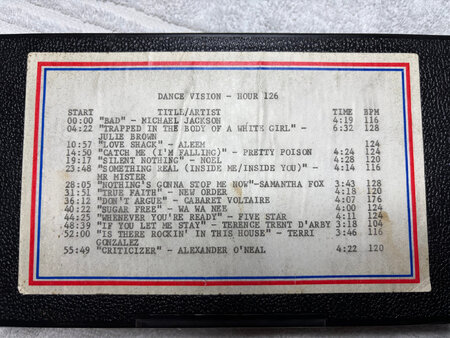 DANCE VISION - HOUR 126
START TITLE/ARTIST TIME BPM
00:00 "BAD" - MICHAEL JACKSON 4:19 116
04:22 "TRAPPED IN THE BODY OF A WHITE GIRL" - 6:32 128
JULIE BROWN
10:57 "LOVE SHACK" - ALEEM 124
14:50 "CATCH ME (I'M FALLING)" - PRETTY POISON 4:24 124
19:17 "SILENT NOTHING" - NOEL 4:28 120
23:48 "SOMETHING REAL (INSIDE ME/INSIDE YOU)" - 4:14 116
MR MISTER
28:05 "NOTHING'S GONNA STOP ME NOW"-SAMANTHA FOX 3:43 128
31:51 "TRUE FAITH" - NEW ORDER 4:18 120
36:12 "DON'T ARGUE" - CABARET VOLTAIRE 4:07 176
40:22 "SUGAR FREE" - WA WA NEE 4:00 124
44:25 "WHENEVER YOU'RE READY" - FIVE STAR 4:11 124
48:39 "IF YOU LET ME STAY" - TERENCE TRENT D'ARBY 3:18 104
52:00 "IS THERE ROCKIN' IN THIS HOUSE" - TERRI 3:46 116
GONZALEZ
55:49 "CRITICIZER" - ALEXANDER O'NEAL 4:22 120